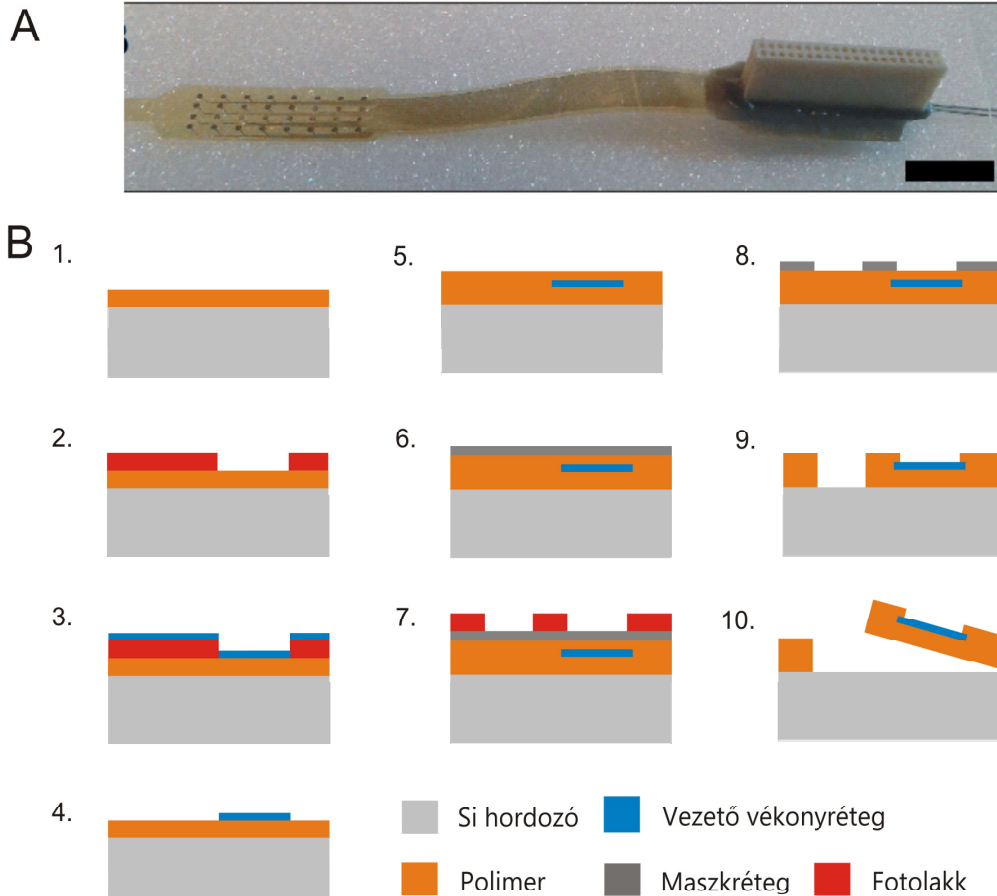 A
B
1.
5.
8.
2.
6.
9.
3.
7.
10.
4.
Si hordozó
Vezető vékonyréteg
Polimer
Maszkréteg
Fotolakk